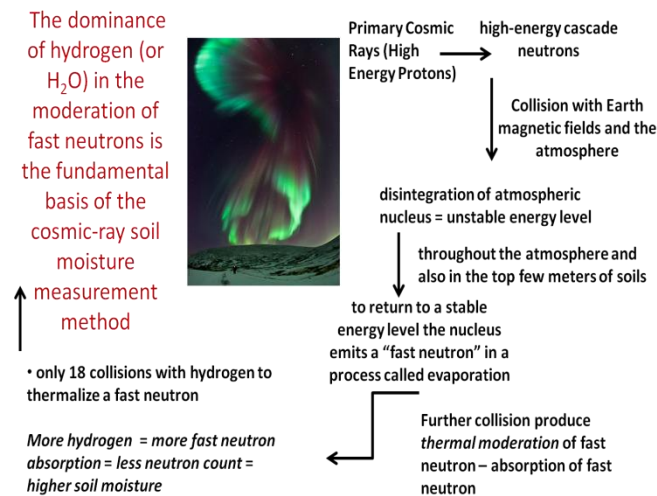 The dominance
of hydrogen (or
H₂O) in the
moderation of
fast neutrons is
the fundamental
basis of the
cosmic-ray soil
moisture
measurement
method
Primary Cosmic
Rays (High
Energy Protons)
high-energy cascade
neutrons
Collision with Earth
magnetic fields and the
atmosphere
disintegration of atmospheric
nucleus = unstable energy level
throughout the atmosphere and
also in the top few meters of soils
to return to a stable
energy level the nucleus
emits a “fast neutron” in a
process called evaporation
Further collision produce
thermal moderation of fast
neutron – absorption of fast
neutron
• only 18 collisions with hydrogen to
thermalize a fast neutron
More hydrogen = more fast neutron
absorption = less neutron count =
higher soil moisture